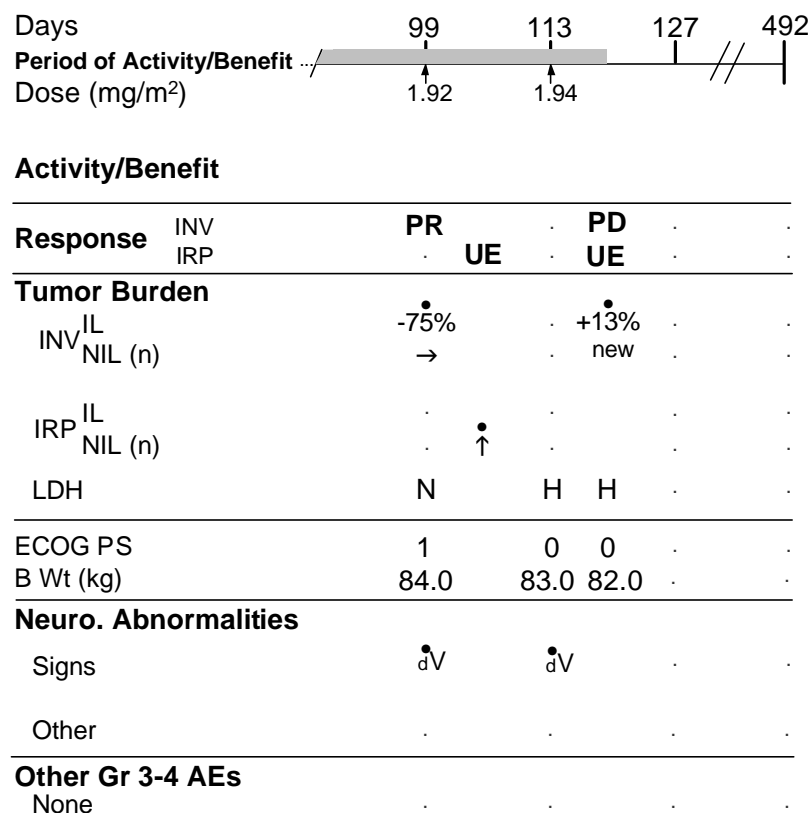 Days 99 113 127 492
Period of Activity/Benefit ...
Dose (mg/m²) 1.92 1.94
Activity/Benefit
Response INV PR . PD . .
IRP . UE . UE . .
Tumor Burden
INV IL -75% . +13% . .
NIL (n) → . new . .
IRP IL . . . .
NIL (n) . ↑ . . .
LDH N H H . .
ECOG PS 1 0 0 . .
B Wt (kg) 84.0 83.0 82.0 . .
Neuro. Abnormalities
Signs dV dV . .
Other . . . .
Other Gr 3-4 AEs
None . . . .